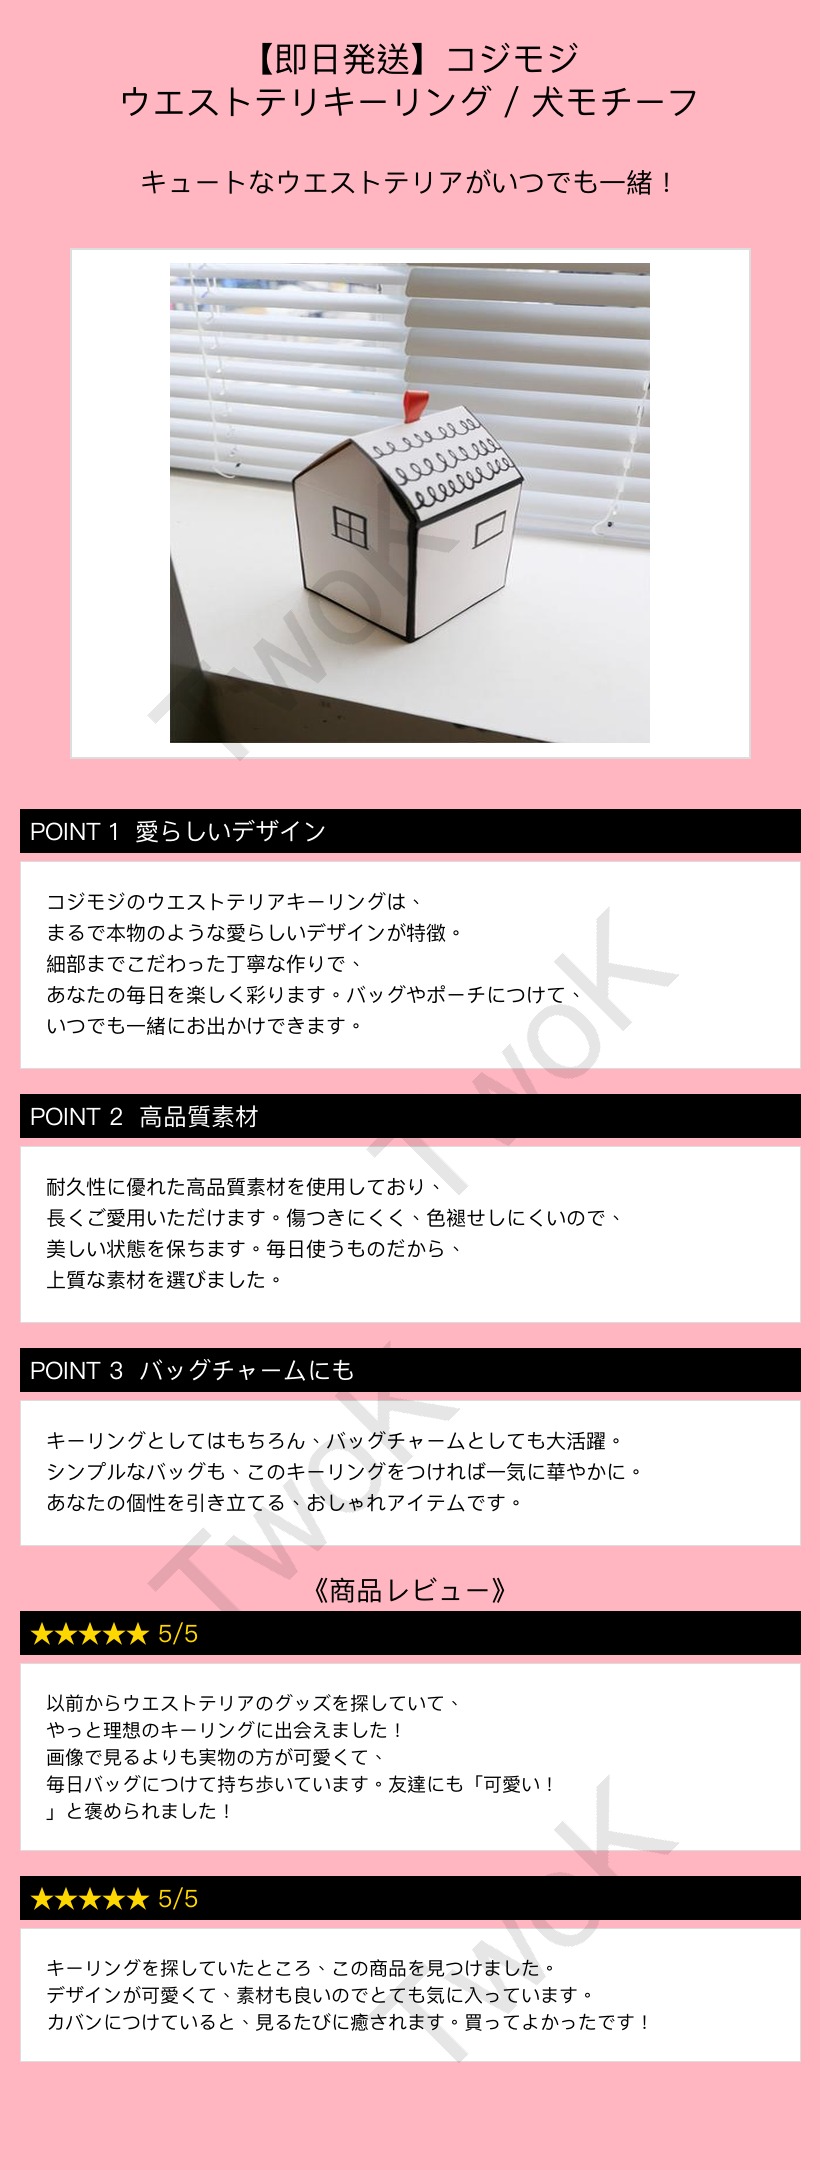 【即日発送】コジモジ
ウエストテリキーリング / 犬モチーフ
キュートなウエストテリアがいつでも一緒！
TwoK
POINT 1 愛らしいデザイン
コジモジのウエストテリアキーリングは、
まるで本物のような愛らしいデザインが特徴。
細部までこだわった丁寧な作りで、
あなたの毎日を楽しく彩ります。バッグやポーチにつけて、
いつでも一緒にお出かけできます。
TwoK
POINT 2 高品質素材
耐久性に優れた高品質素材を使用しており、
長くご愛用いただけます。傷つきにくく、色褪せしにくいので、
美しい状態を保ちます。毎日使うものだから、
上質な素材を選びました。
POINT 3 バッグチャームにも
キーリングとしてはもちろん、バッグチャームとしても大活躍。
シンプルなバッグも、このキーリングをつければ一気に華やかに。
あなたの個性を引き立てる、おしゃれアイテムです。
TwoK
《商品レビュー》
★★★★★ 5/5
以前からウエストテリアのグッズを探していて、
やっと理想のキーリングに出会えました！
画像で見るよりも実物の方が可愛くて、
毎日バッグにつけて持ち歩いています。友達にも「可愛い！
」と褒められました！
★★★★★ 5/5
キーリングを探していたところ、この商品を見つけました。
デザインが可愛くて、素材も良いのでとても気に入っています。
カバンにつけていると、見るたびに癒されます。買ってよかったです！
TwoK